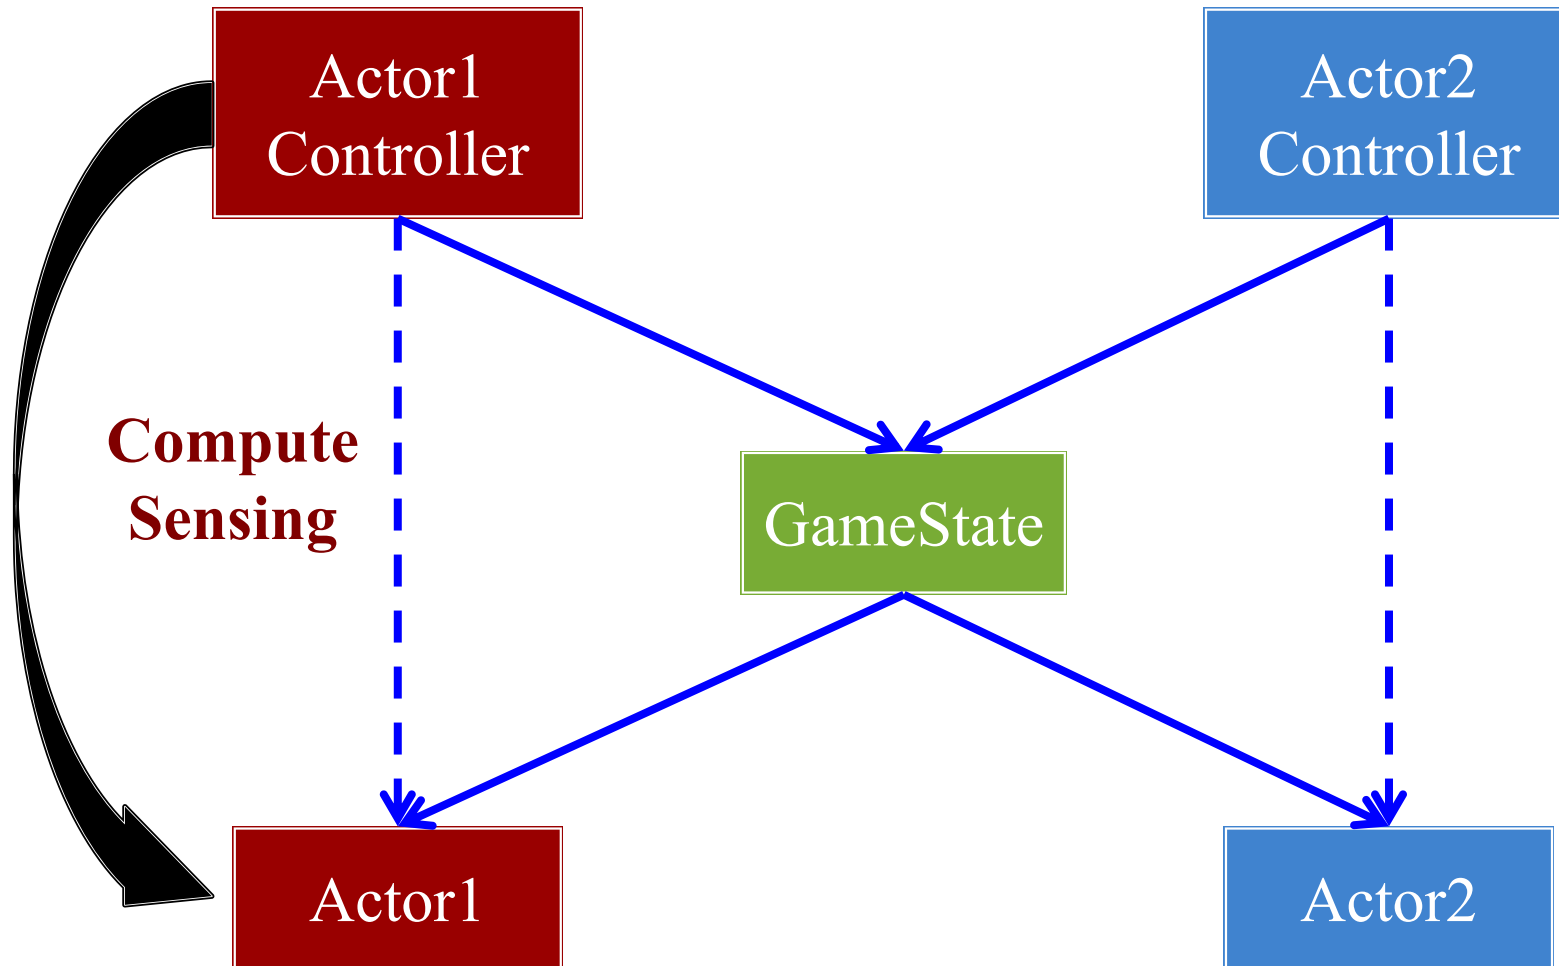 Actor1
Controller
Actor2
Controller
Compute
Sensing
GameState
Actor1
Actor2